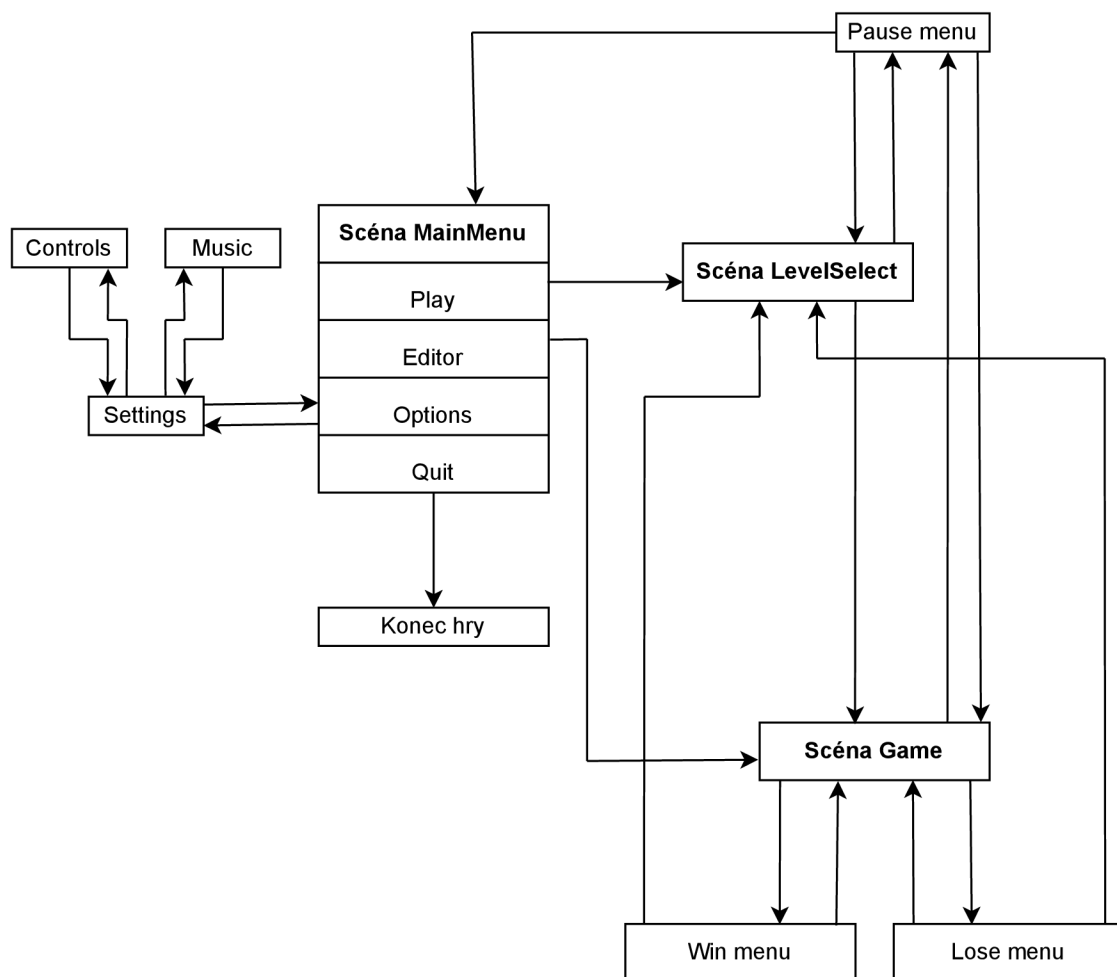 Pause menu
Controls
Music
Scéna MainMenu
Play
Editor
Options
Quit
Scéna LevelSelect
Settings
Konec hry
Scéna Game
Win menu
Lose menu